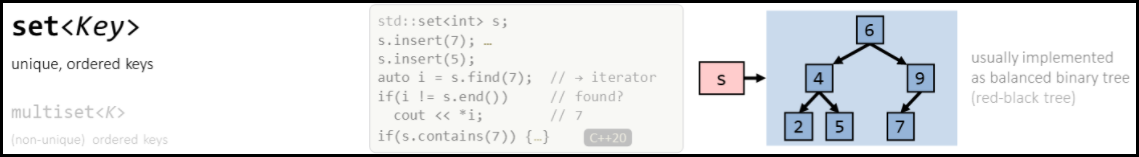 set<Key>
unique, ordered keys
multiset<K>
(non-unique) ordered keys
std::set<int> s;
s.insert(7); …
s.insert(5);
auto i = s.find(7);  // → iterator
if(i != s.end())     // found?
  cout << *i;        // 7
if(s.contains(7)) {…}
C++20
s
6
4 9
2 5 7
usually implemented
as balanced binary tree
(red-black tree)